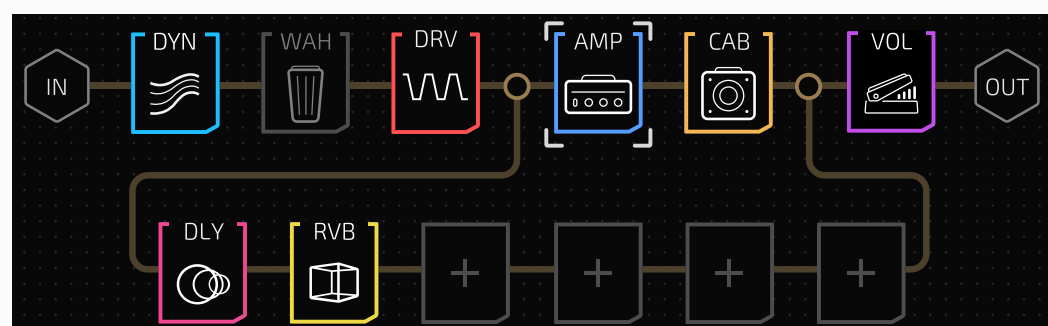 IN
DYN
WAH
DRV
AMP
CAB
VOL
OUT
DLY
RVB